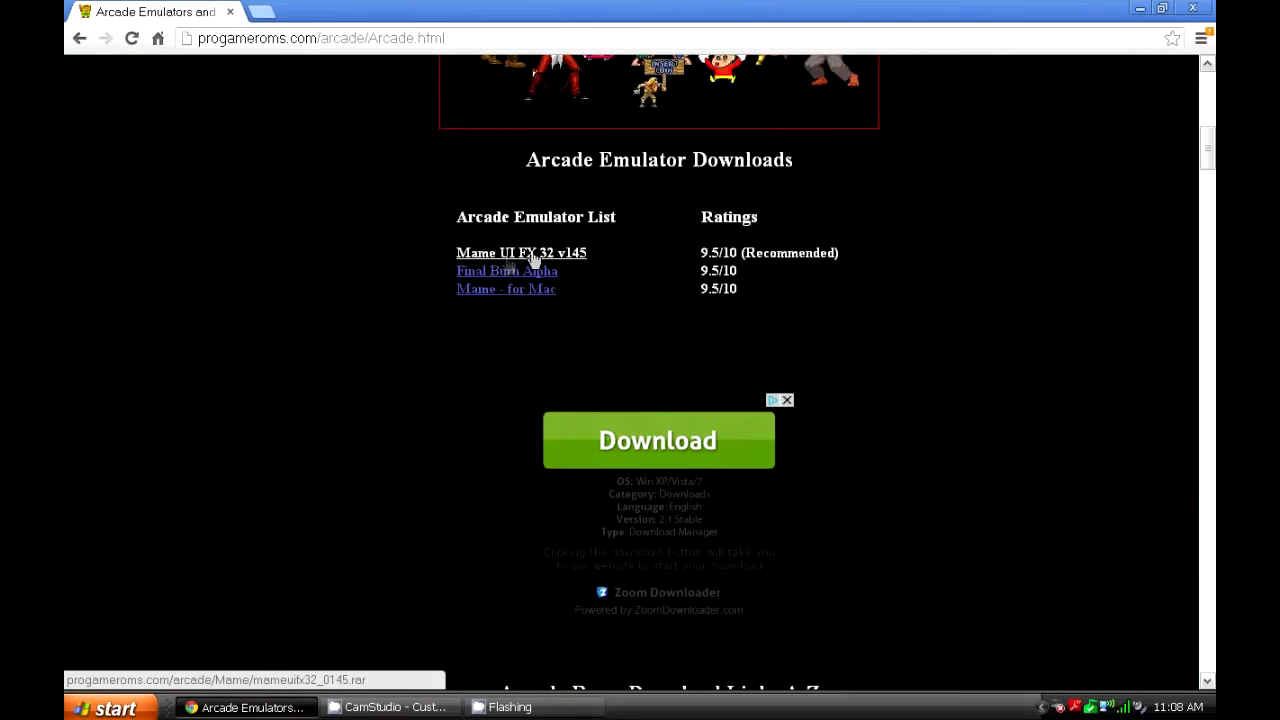 Arcade Emulators and
progameroms.com/arcade/Arcade.html
INSERT COIN
Arcade Emulator Downloads
Arcade Emulator List Ratings
Mame UI FX 32 v145 9.5/10 (Recommended)
Final Burn Alpha 9.5/10
Mame - for Mac 9.5/10
Download
OS: Win XP/Vista/7
Category: Downloads
Language: English
Version: 2.1 Stable
Type: Download Manager
Clicking the download button will take you
to our website to start your download
Zoom Downloader
Powered by ZoomDownloader.com
progameroms.com/arcade/Mame/mameuifx32_0145.rar
start Arcade Emulators... CamStudio - Cust... Flashing 11:08 AM